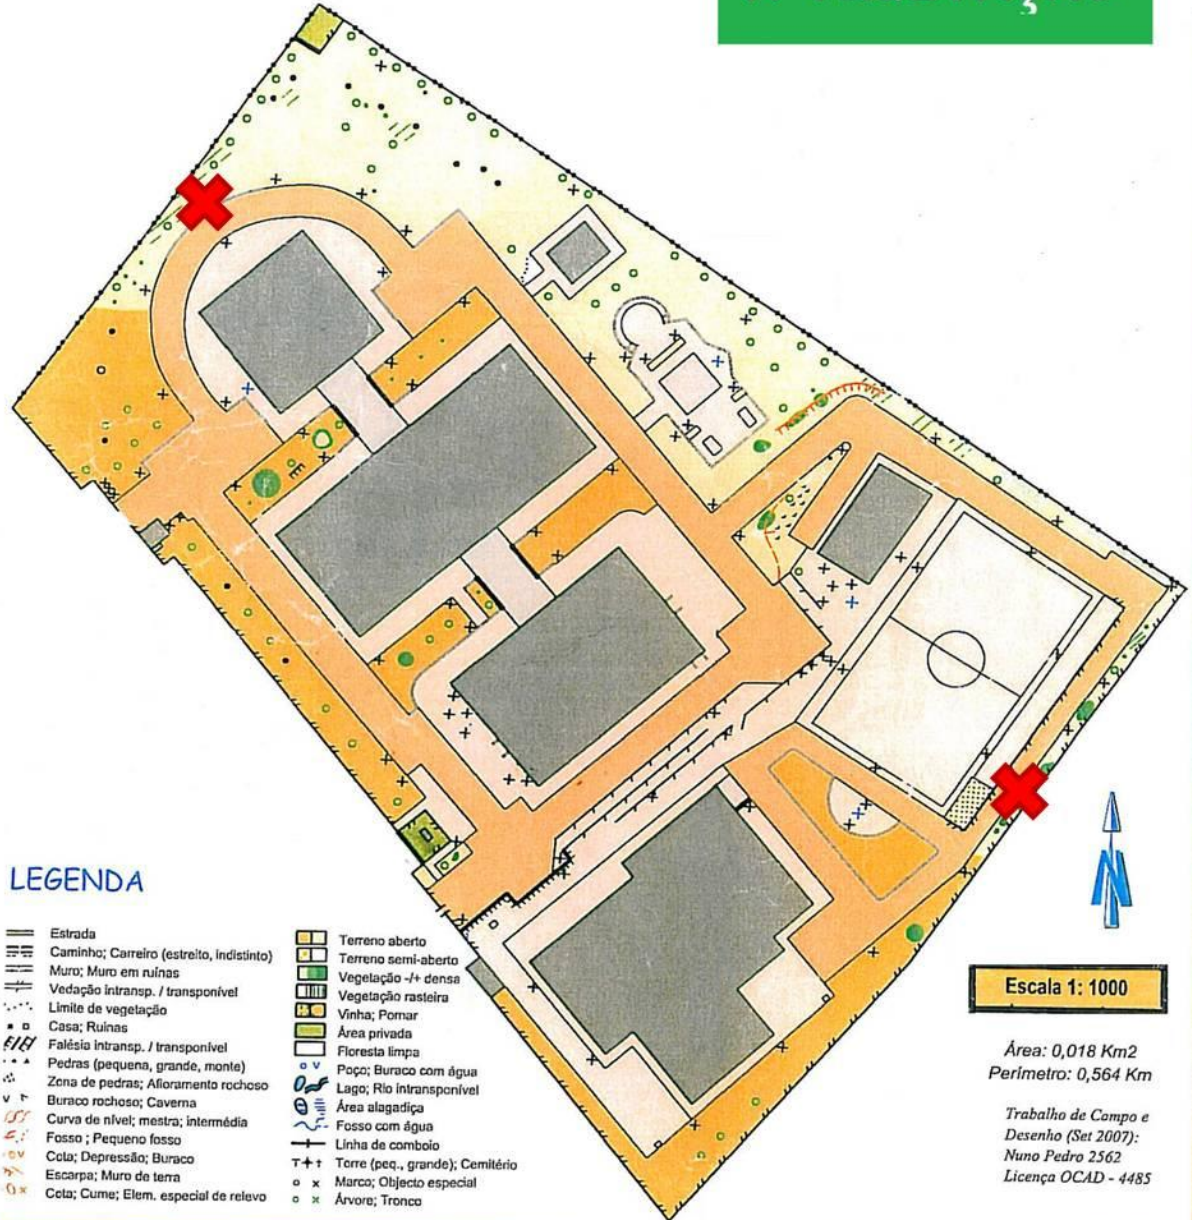 LEGENDA
Estrada
Caminho; Carreiro (estreito, indistinto)
Muro; Muro em ruínas
Vedação intransp. / transponível
Limite de vegetação
Casa; Ruinas
Falésia intransp. / transponível
Pedras (pequena, grande, monte)
Zona de pedras; Afloramento rochoso
Buraco rochoso; Caverna
Curva de nível; mestra; intermédia
Fosso ; Pequeno fosso
Cota; Depressão; Buraco
Escarpa; Muro de terra
Cota; Cume; Elem. especial de relevo
Terreno aberto
Terreno semi-aberto
Vegetação -/+ densa
Vegetação rasteira
Vinha; Pomar
Área privada
Floresta limpa
Poço; Buraco com água
Lago; Rio intransponível
Área alagadiça
Fosso com água
Linha de comboio
Torre (peq., grande); Cemitério
Marco; Objecto especial
Árvore; Tronco
N
Escala 1: 1000
Área: 0,018 Km2
Perímetro: 0,564 Km
Trabalho de Campo e
Desenho (Set 2007):
Nuno Pedro 2562
Licença OCAD - 4485